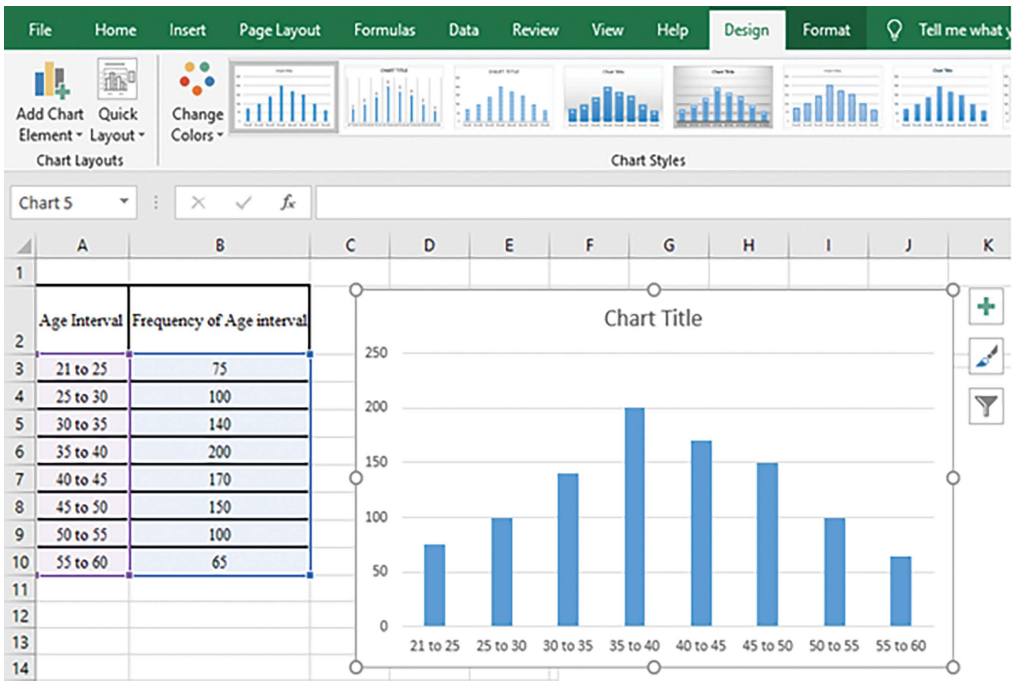 File Home Insert Page Layout Formulas Data Review View Help Design Format Tell me what y
Add Chart Element Quick Layout Change Colors
Chart Layouts Chart Styles
Chart 5 fx
A B C D E F G H I J K
1
2 Age Interval Frequency of Age interval
3 21 to 25 75
4 25 to 30 100
5 30 to 35 140
6 35 to 40 200
7 40 to 45 170
8 45 to 50 150
9 50 to 55 100
10 55 to 60 65
11
12
13
14
Chart Title
250
200
150
100
50
0
21 to 25 25 to 30 30 to 35 35 to 40 40 to 45 45 to 50 50 to 55 55 to 60